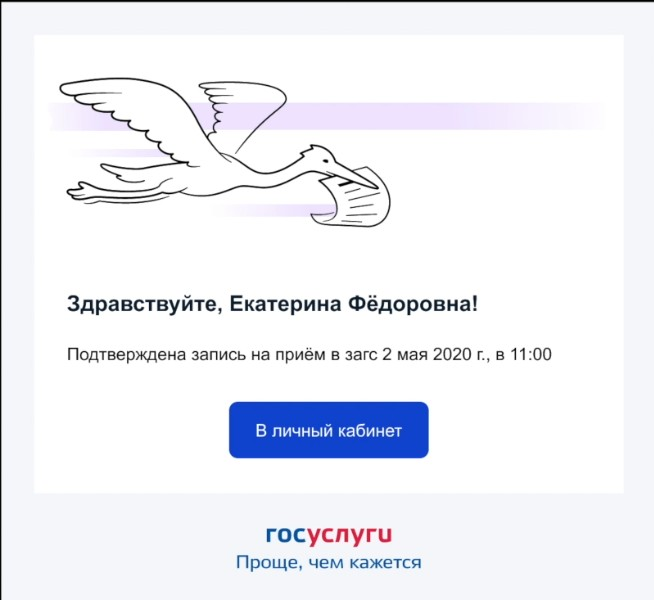 Здравствуйте, Екатерина Фёдоровна!
Подтверждена запись на приём в загс 2 мая 2020 г., в 11:00
В личный кабинет
госуслуги
Проще, чем кажется